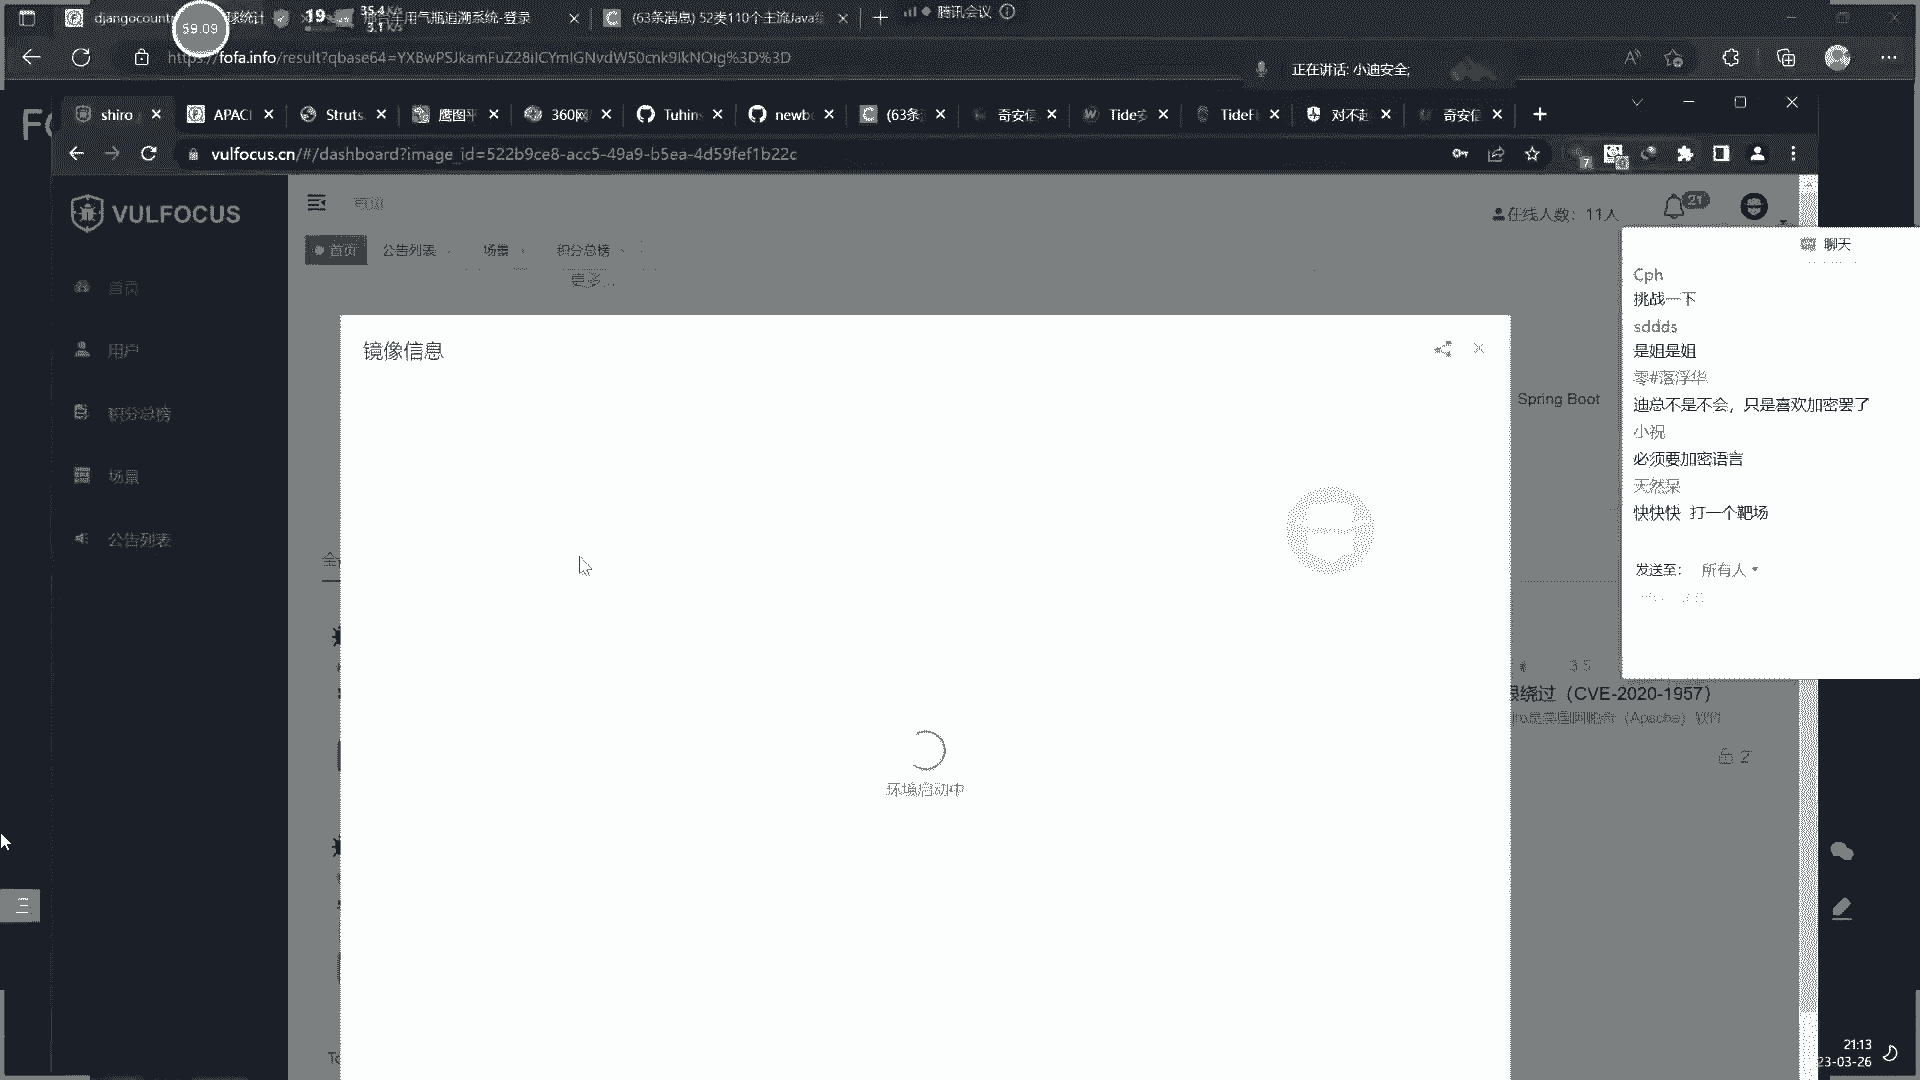 djangocount
59.09
球统计
19
35.4 K/s
3.1 K/s
用气瓶追溯系统-登录
(63条消息) 52类110个主流Java
腾讯会议
https://fofa.info/result?qbase64=YXBwPSJkamFuZ28iICYmIGNvdW50cnk9IkNOIg%3D%3D
正在讲话: 小迪安全;
shiro
APACI
Struts
鹰图平
360网
Tuhin
newb
(63条
奇安信
Tide安
TideFi
对不起
奇安信
vulfocus.cn/#/dashboard?image_id=522b9ce8-acc5-49a9-b5ea-4d59fef1b22c
7
VULFOCUS
首页
用户
积分总榜
场景
公告列表
在线人数：11人
21
首页
公告列表
场景
积分总榜
更多...
镜像信息
环境启动中
Spring Boot
3.5
限绕过（CVE-2020-1957）
iro是美国阿帕奇（Apache）软件
2
聊天
Cph
挑战一下
sddds
是姐是姐
零#落浮华
迪总不是不会，只是喜欢加密罢了
小祝
必须要加密语言
天然呆
快快快 打一个靶场
发送至：
所有人
21:13
23-03-26